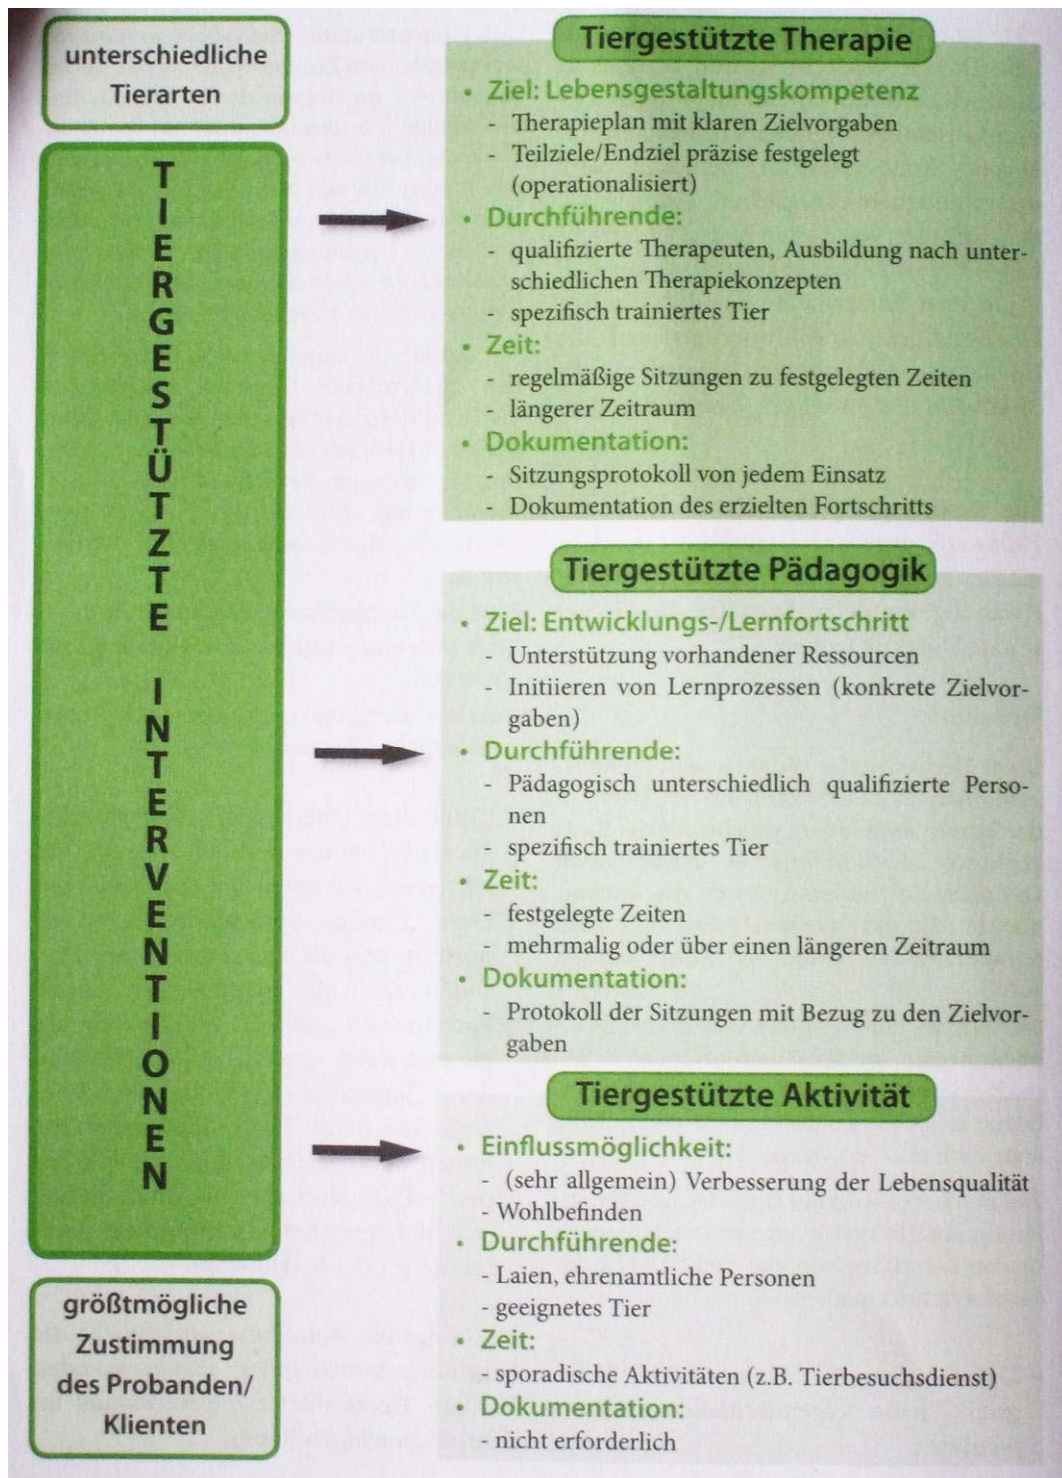 unterschiedliche
Tierarten
TIERGESTÜTZTE INTERVENTIONEN
größtmögliche
Zustimmung
des Probanden/
Klienten
Tiergestützte Therapie
• Ziel: Lebensgestaltungskompetenz
- Therapieplan mit klaren Zielvorgaben
- Teilziele/Endziel präzise festgelegt
(operationalisiert)
• Durchführende:
- qualifizierte Therapeuten, Ausbildung nach unter-
schiedlichen Therapiekonzepten
- spezifisch trainiertes Tier
• Zeit:
- regelmäßige Sitzungen zu festgelegten Zeiten
- längerer Zeitraum
• Dokumentation:
- Sitzungsprotokoll von jedem Einsatz
- Dokumentation des erzielten Fortschritts
Tiergestützte Pädagogik
• Ziel: Entwicklungs-/Lernfortschritt
- Unterstützung vorhandener Ressourcen
- Initiieren von Lernprozessen (konkrete Zielvor-
gaben)
• Durchführende:
- Pädagogisch unterschiedlich qualifizierte Perso-
nen
- spezifisch trainiertes Tier
• Zeit:
- festgelegte Zeiten
- mehrmalig oder über einen längeren Zeitraum
• Dokumentation:
- Protokoll der Sitzungen mit Bezug zu den Zielvor-
gaben
Tiergestützte Aktivität
• Einflussmöglichkeit:
- (sehr allgemein) Verbesserung der Lebensqualität
- Wohlbefinden
• Durchführende:
- Laien, ehrenamtliche Personen
- geeignetes Tier
• Zeit:
- sporadische Aktivitäten (z.B. Tierbesuchsdienst)
• Dokumentation:
- nicht erforderlich